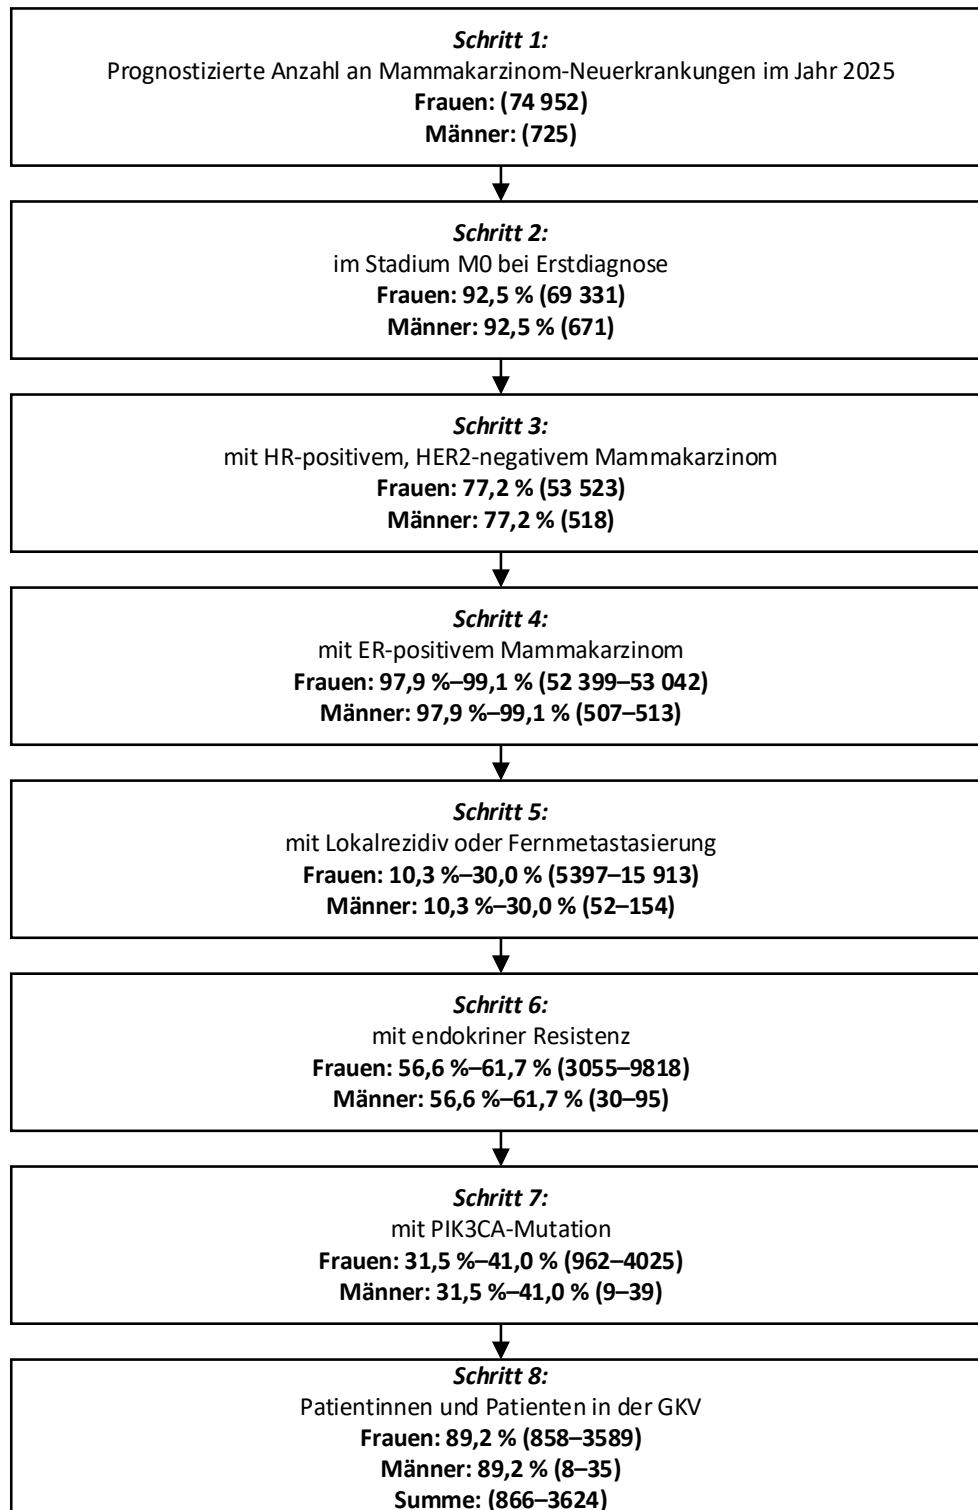 Schritt 1:
Prognostizierte Anzahl an Mammakarzinom-Neuerkrankungen im Jahr 2025
Frauen: (74 952)
Männer: (725)
Schritt 2:
im Stadium M0 bei Erstdiagnose
Frauen: 92,5 % (69 331)
Männer: 92,5 % (671)
Schritt 3:
mit HR-positivem, HER2-negativem Mammakarzinom
Frauen: 77,2 % (53 523)
Männer: 77,2 % (518)
Schritt 4:
mit ER-positivem Mammakarzinom
Frauen: 97,9 %–99,1 % (52 399–53 042)
Männer: 97,9 %–99,1 % (507–513)
Schritt 5:
mit Lokalrezidiv oder Fernmetastasierung
Frauen: 10,3 %–30,0 % (5397–15 913)
Männer: 10,3 %–30,0 % (52–154)
Schritt 6:
mit endokriner Resistenz
Frauen: 56,6 %–61,7 % (3055–9818)
Männer: 56,6 %–61,7 % (30–95)
Schritt 7:
mit PIK3CA-Mutation
Frauen: 31,5 %–41,0 % (962–4025)
Männer: 31,5 %–41,0 % (9–39)
Schritt 8:
Patientinnen und Patienten in der GKV
Frauen: 89,2 % (858–3589)
Männer: 89,2 % (8–35)
Summe: (866–3624)